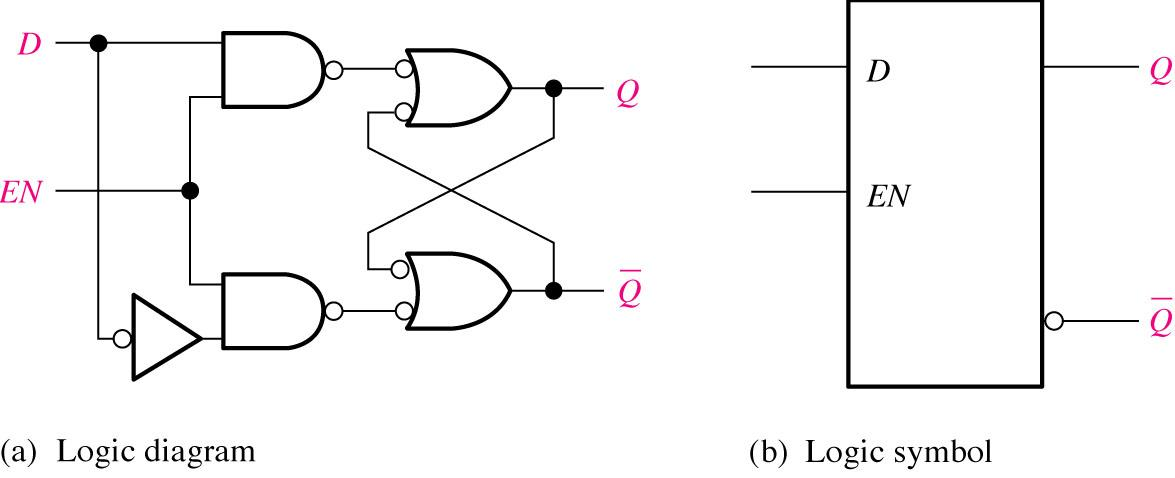 D
Q
EN
Q̅
(a) Logic diagram
D
Q
EN
Q̅
(b) Logic symbol